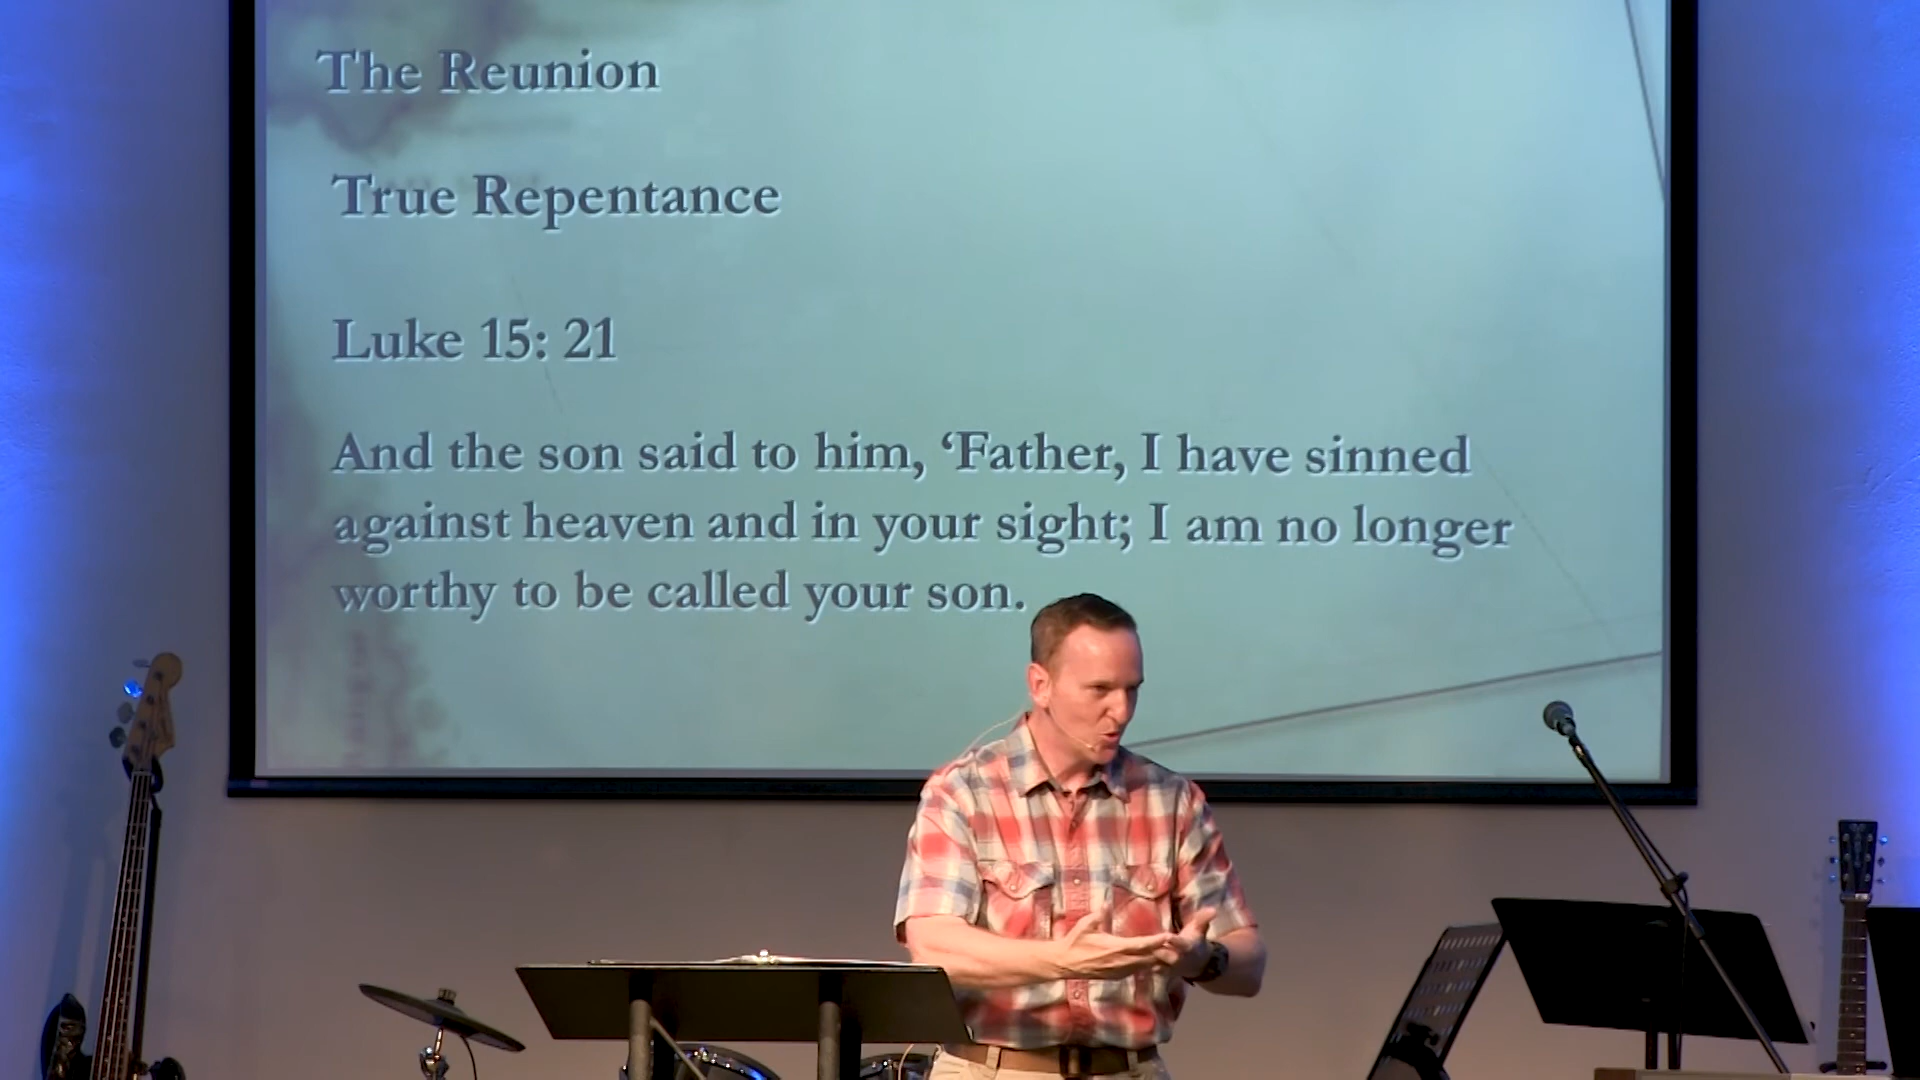 The Reunion
True Repentance
Luke 15: 21
And the son said to him, ‘Father, I have sinned
against heaven and in your sight; I am no longer
worthy to be called your son.